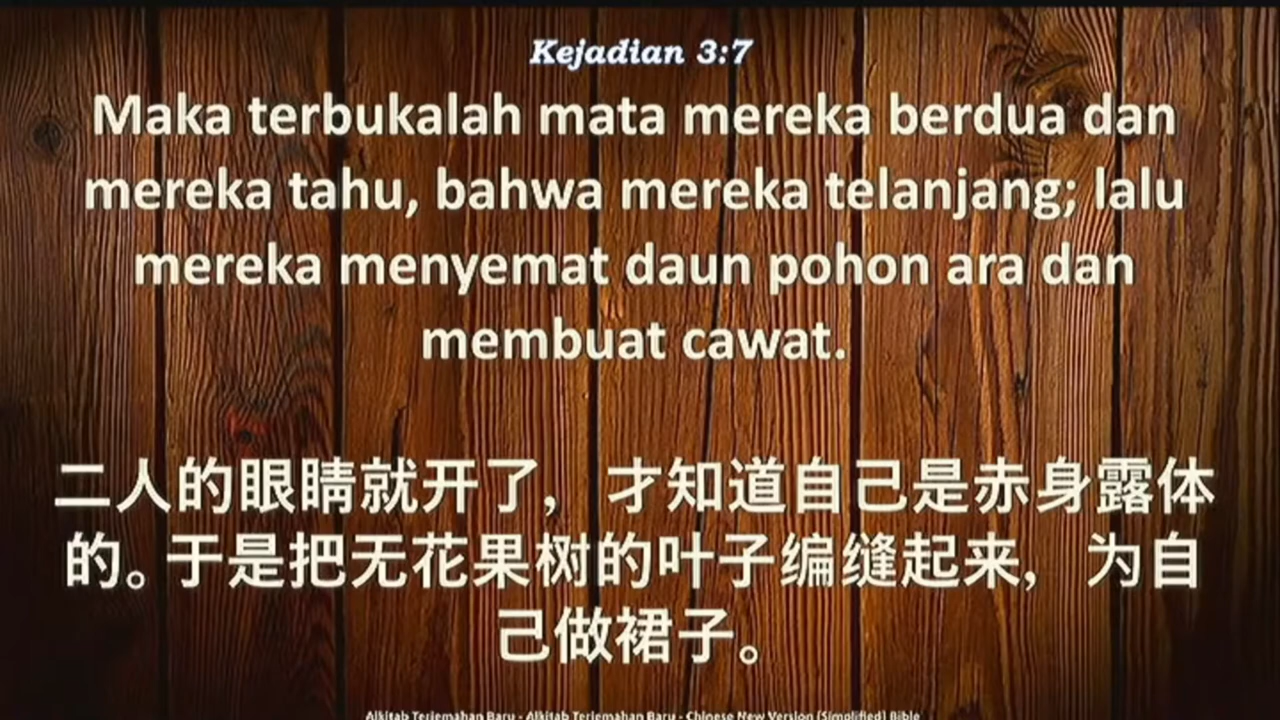 Kejadian 3:7
Maka terbukalah mata mereka berdua dan
mereka tahu, bahwa mereka telanjang; lalu
mereka menyemat daun pohon ara dan
membuat cawat.
二人的眼睛就开了， 才知道自己是赤身露体
的。于是把无花果树的叶子编缝起来， 为自
己做裙子。
Alkitab Terjemahan Baru - Alkitab Terjemahan Baru - Chinese New Version (Simplified) Bible